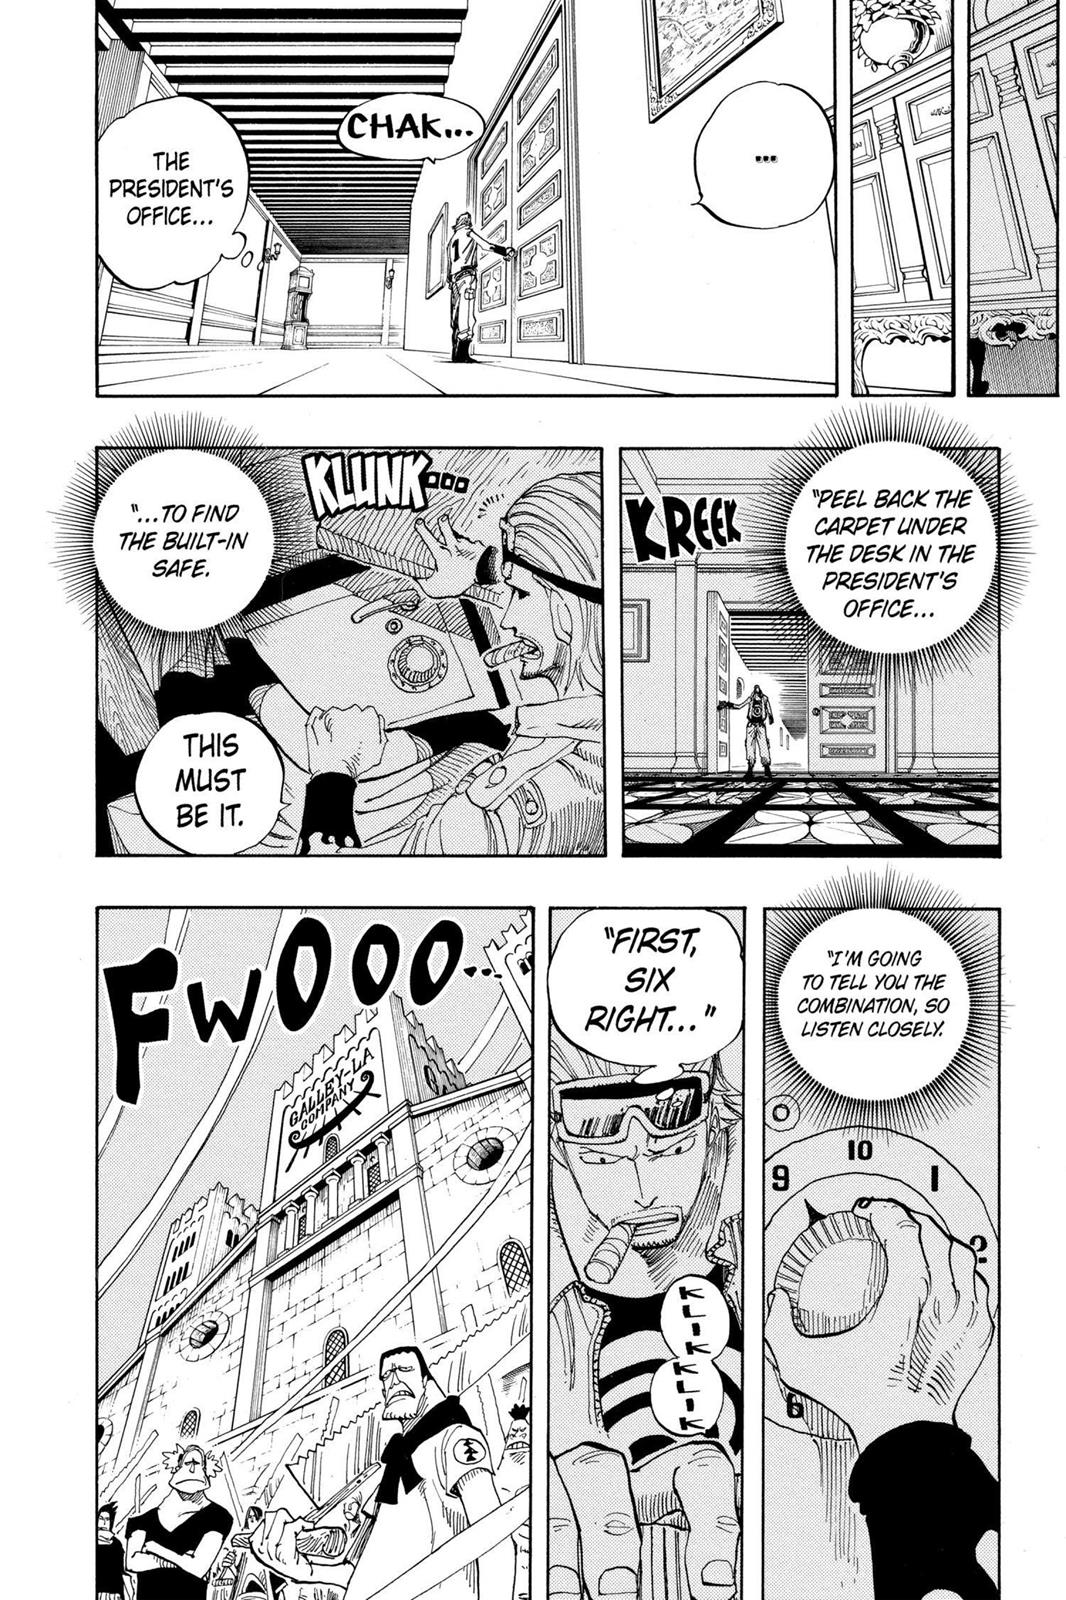 ...
CHAK...
THE
PRESIDENT'S
OFFICE...
"PEEL BACK THE
CARPET UNDER
THE DESK IN THE
PRESIDENT'S
OFFICE...
KREEK
KLUNK...
"...TO FIND
THE BUILT-IN
SAFE.
THIS
MUST
BE IT.
"I'M GOING
TO TELL YOU THE
COMBINATION, SO
LISTEN CLOSELY.
9 10 1
2
6
"FIRST,
SIX
RIGHT..."
KLIK
KLIK
FWOOO...
GALLEY-LA
COMPANY